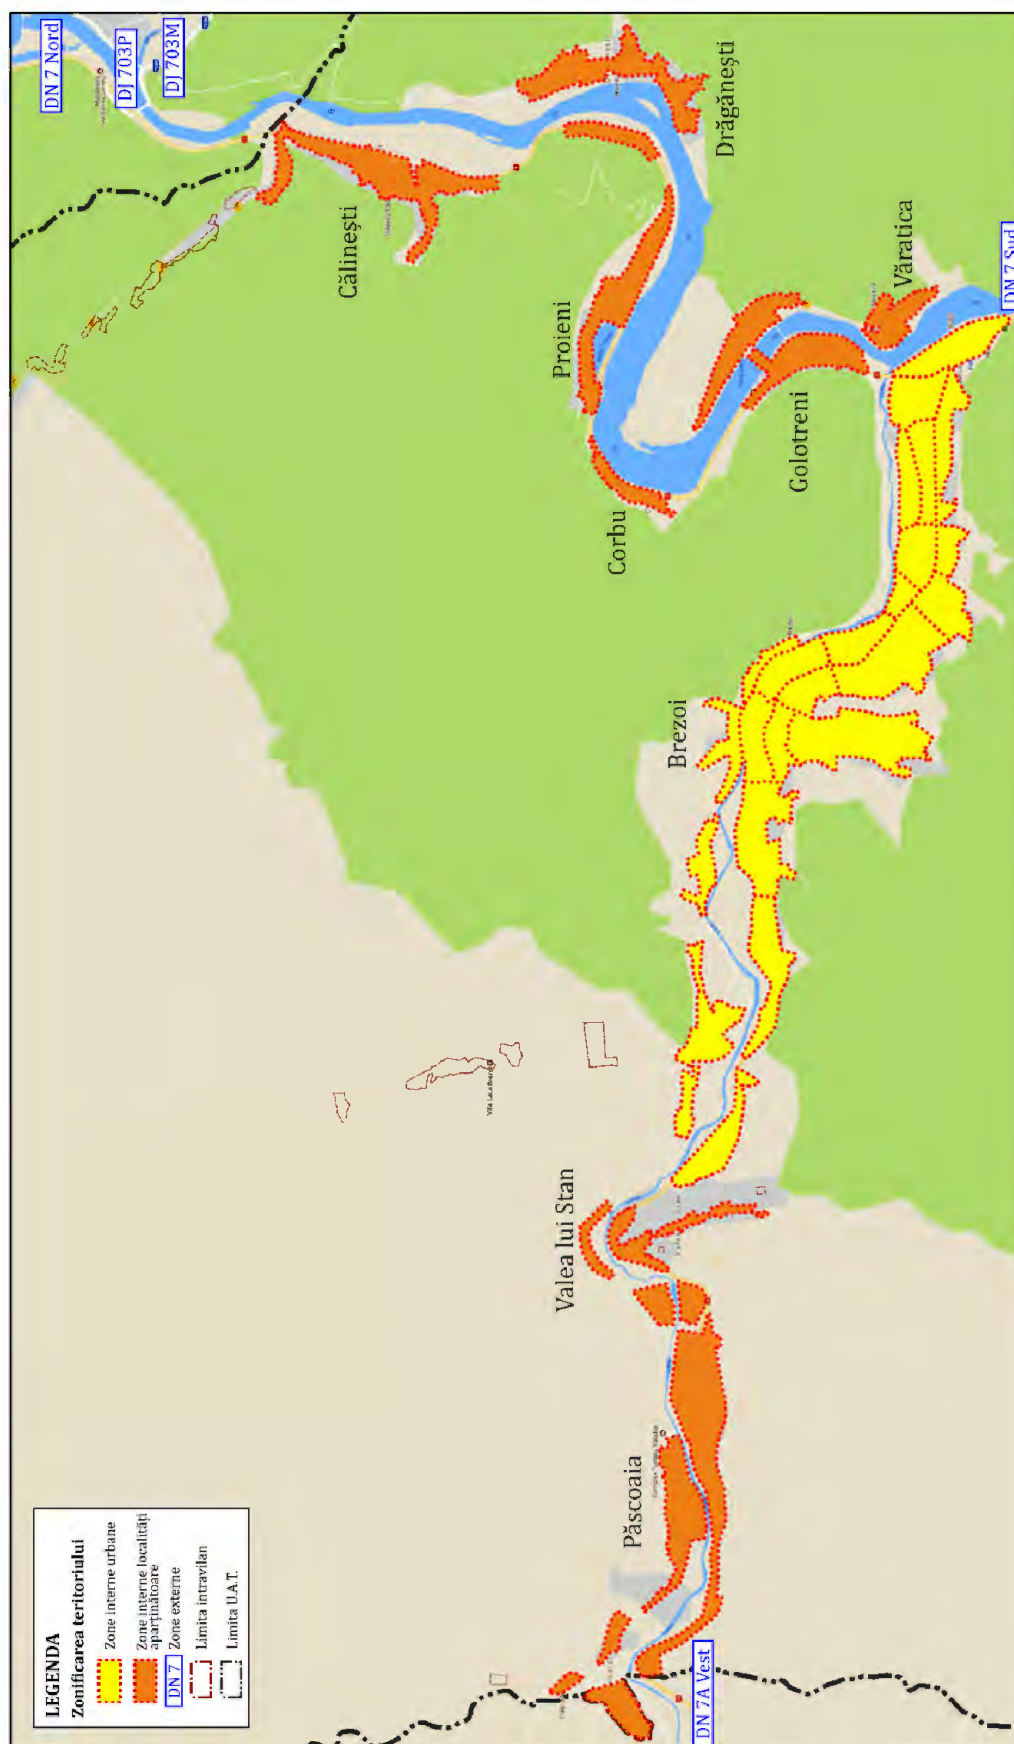 DN 7 Nord
DJ 703P
DJ 703M
Drăgănești
Călinești
Proieni
Văratica
DN 7 Sud
Golotreni
Corbu
Brezoi
Valea lui Stan
Păscoaia
DN 7A Vest
LEGENDA
Zonificarea teritoriului
Zone interne urbane
Zone interne localități
aparținătoare
DN 7 Zone externe
Limita intravilan
Limita U.A.T.